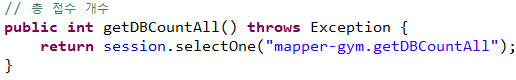 // 총 접수 개수
public int getDBCountAll() throws Exception {
    return session.selectOne("mapper-gym.getDBCountAll");
}